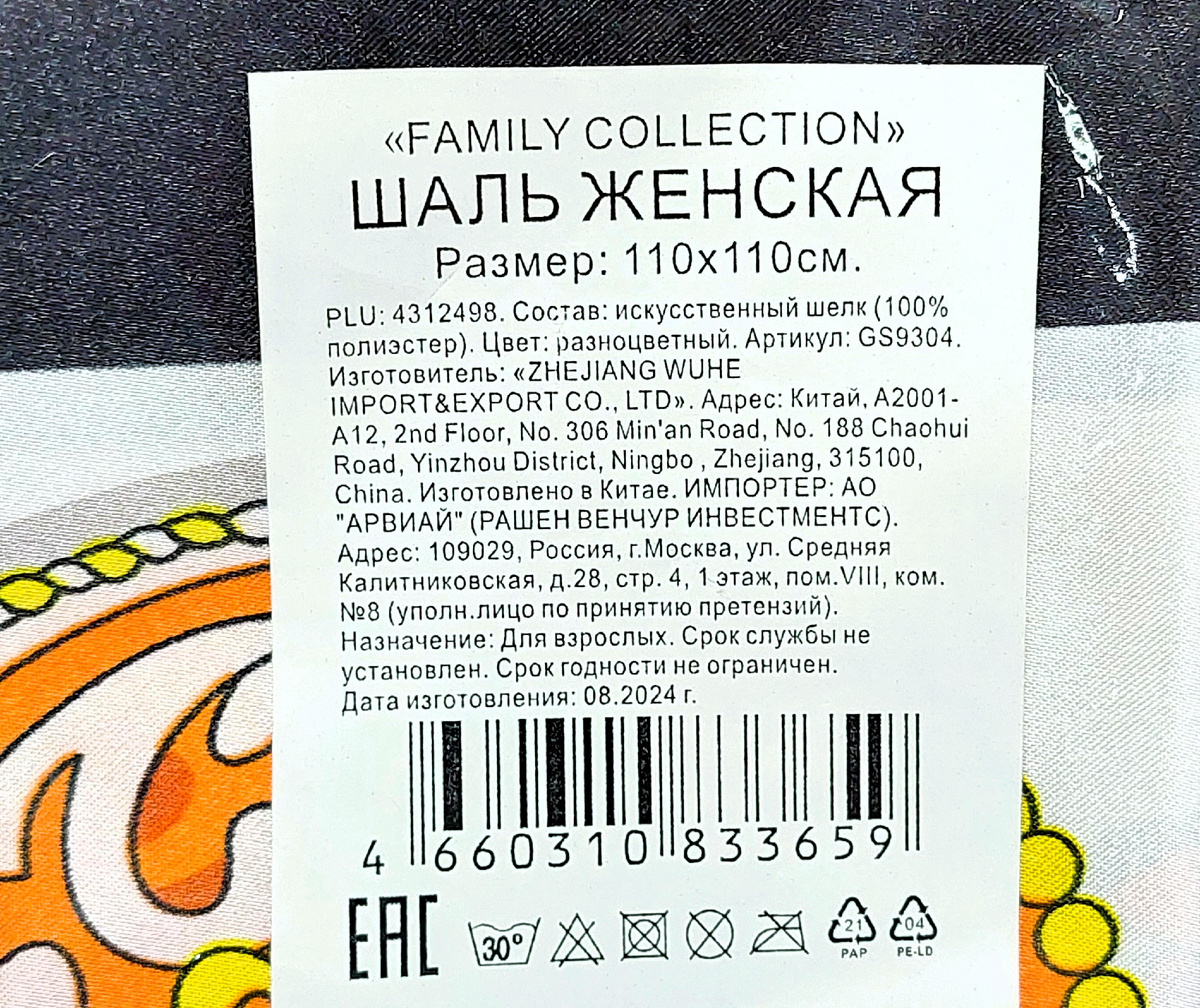 «FAMILY COLLECTION»
ШАЛЬ ЖЕНСКАЯ
Размер: 110х110см.
PLU: 4312498. Состав: искусственный шелк (100%
полиэстер). Цвет: разноцветный. Артикул: GS9304.
Изготовитель: «ZHEJIANG WUHE
IMPORT&EXPORT CO., LTD». Адрес: Китай, A2001-
A12, 2nd Floor, No. 306 Min'an Road, No. 188 Chaohui
Road, Yinzhou District, Ningbo , Zhejiang, 315100,
China. Изготовлено в Китае. ИМПОРТЕР: АО
"АРВИАЙ" (РАШЕН ВЕНЧУР ИНВЕСТМЕНТС).
Адрес: 109029, Россия, г.Москва, ул. Средняя
Калитниковская, д.28, стр. 4, 1 этаж, пом.VIII, ком.
№8 (уполн.лицо по принятию претензий).
Назначение: Для взрослых. Срок службы не
установлен. Срок годности не ограничен.
Дата изготовления: 08.2024 г.
4 660310 833659
EAC 30° 21 04
PAP PE-LD